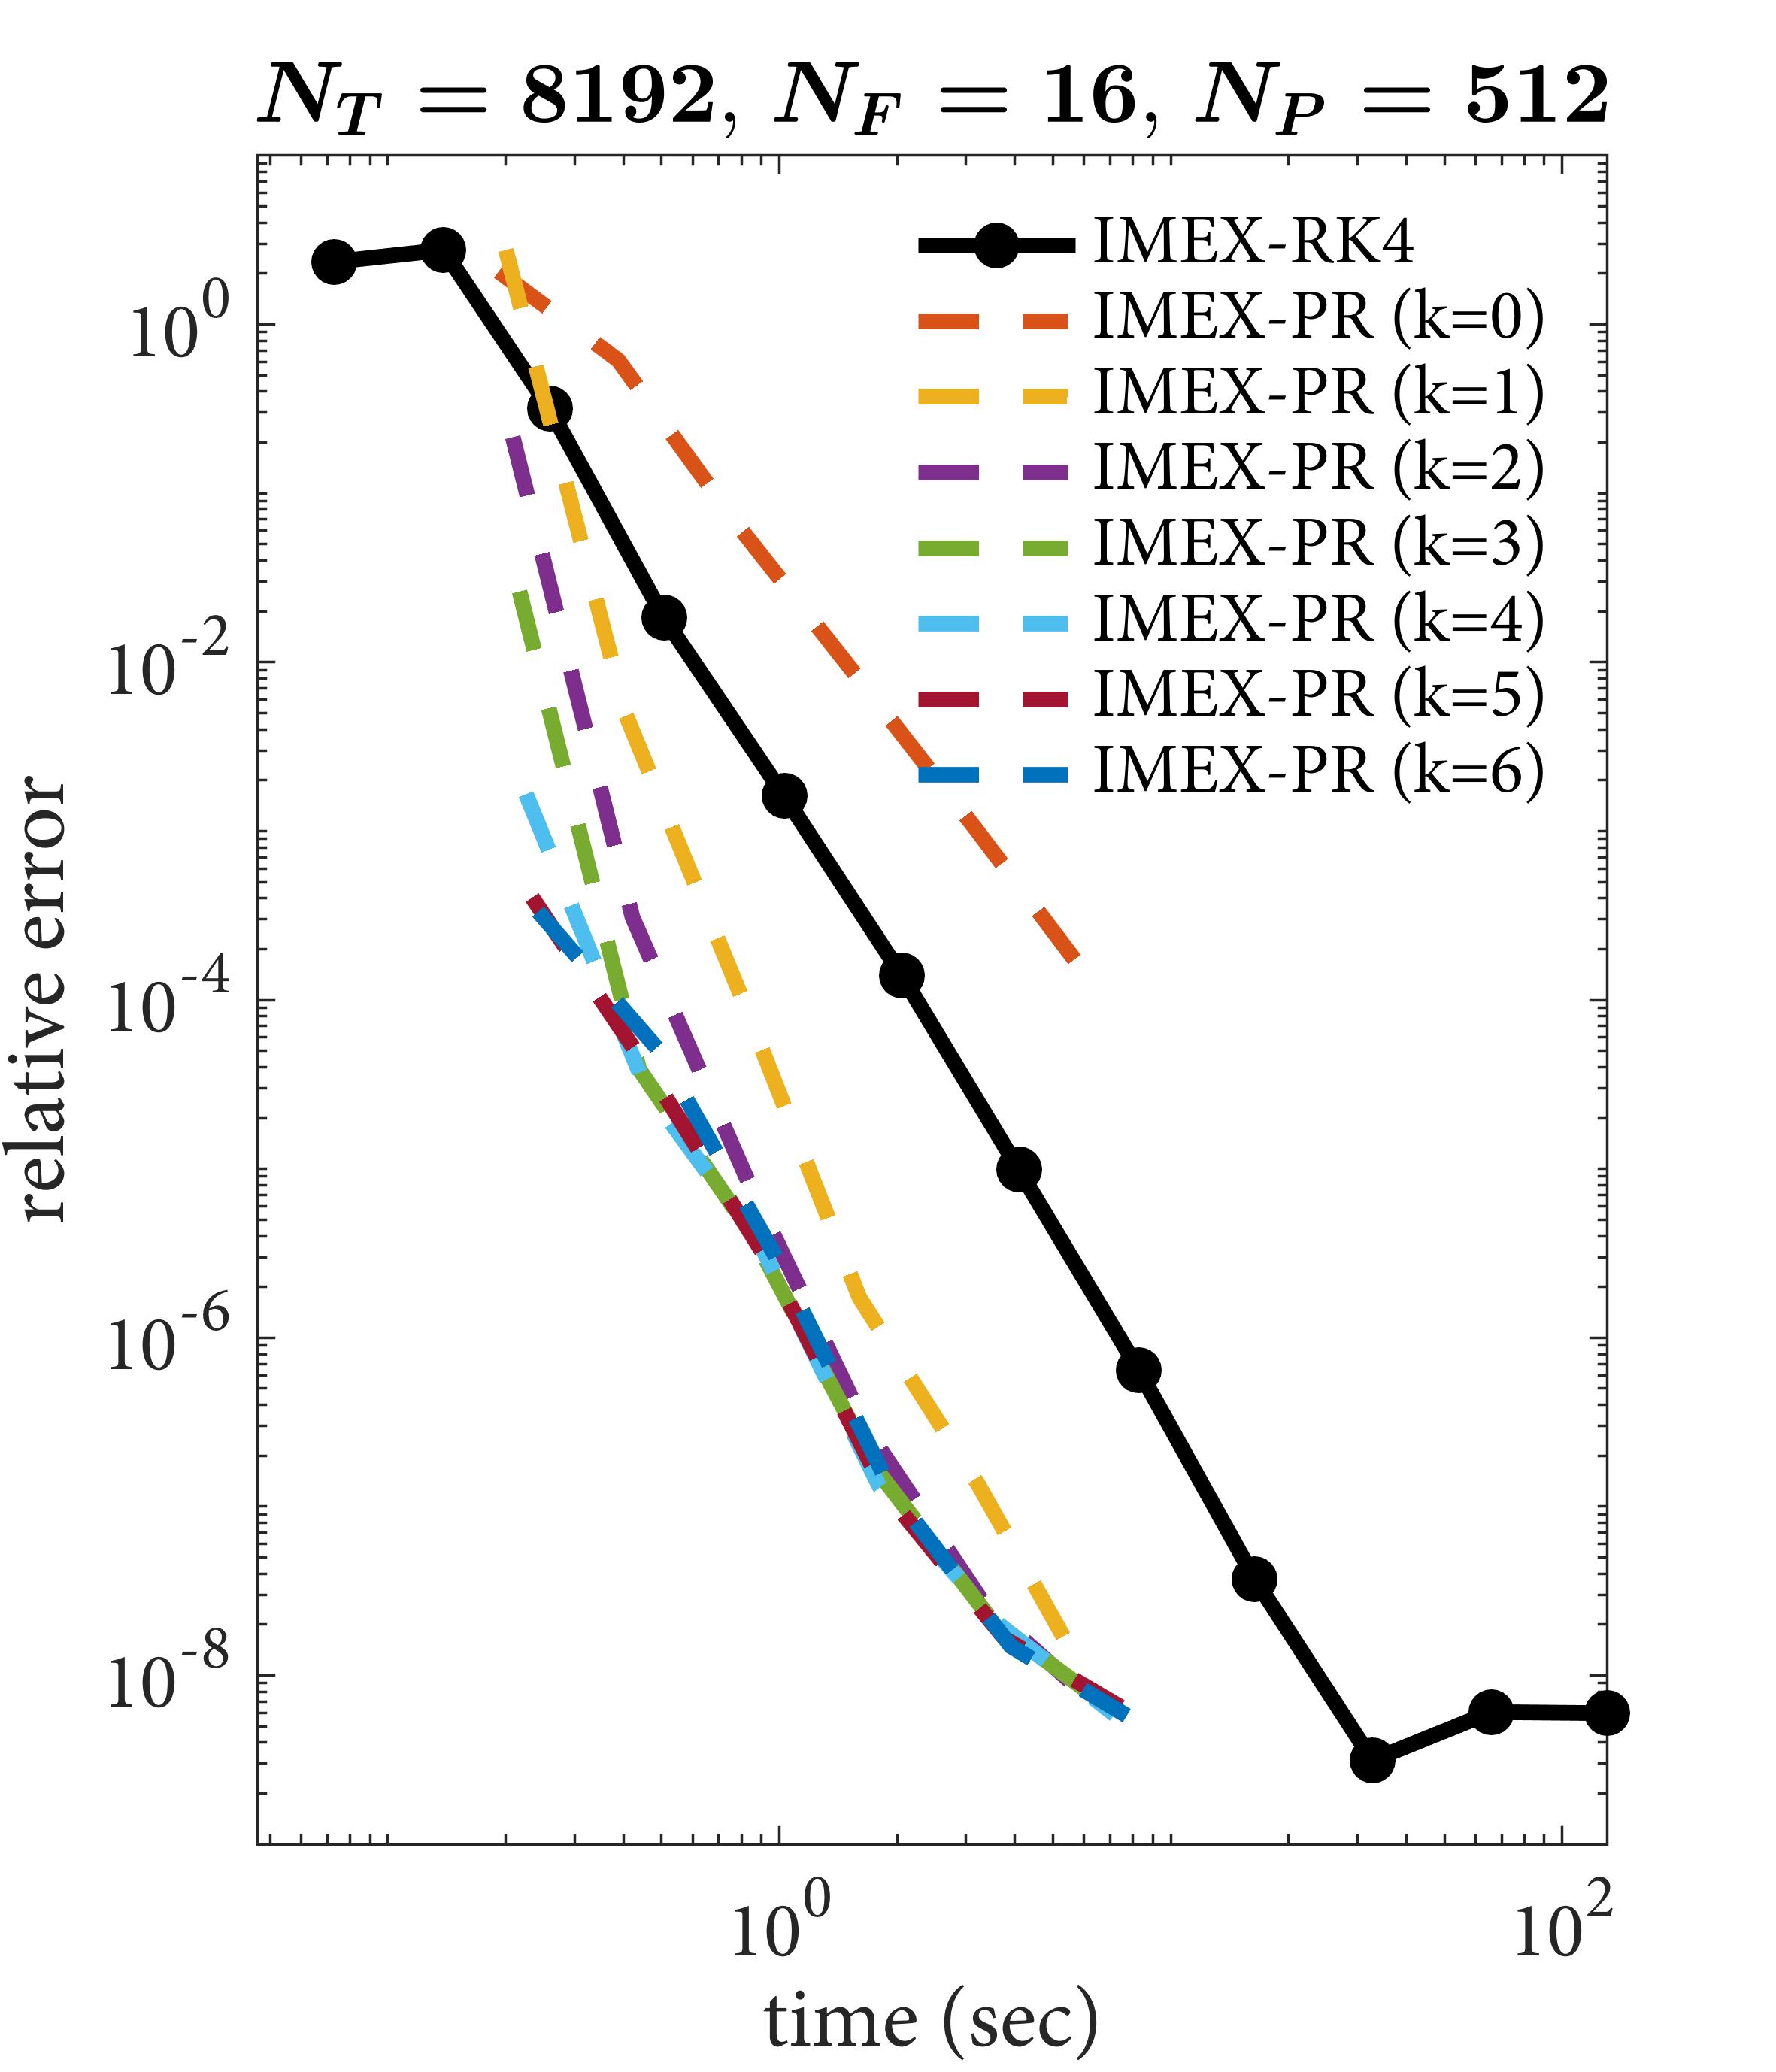 N_T = 8192, N_F = 16, N_P = 512
IMEX-RK4
IMEX-PR (k=0)
IMEX-PR (k=1)
IMEX-PR (k=2)
IMEX-PR (k=3)
IMEX-PR (k=4)
IMEX-PR (k=5)
IMEX-PR (k=6)
10^0
10^-2
10^-4
10^-6
10^-8
relative error
10^0
10^2
time (sec)